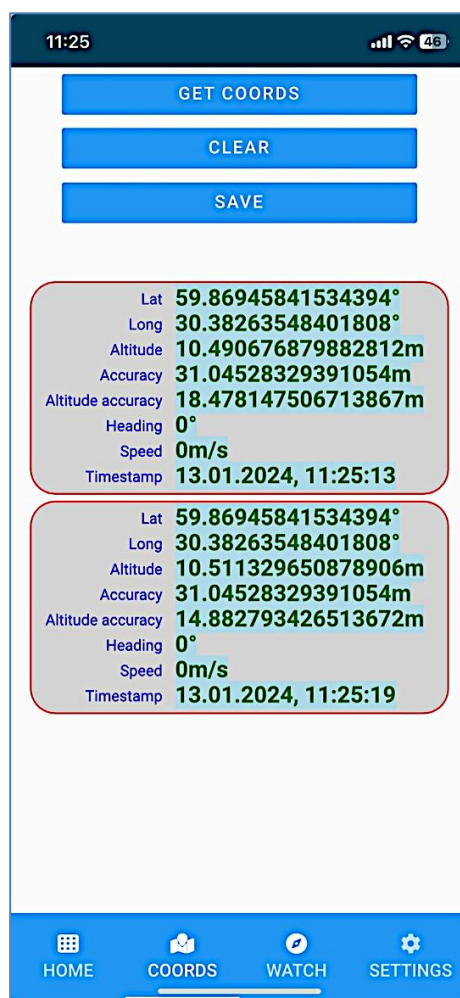 11:25 46
GET COORDS
CLEAR
SAVE
Lat 59.86945841534394°
Long 30.38263548401808°
Altitude 10.490676879882812m
Accuracy 31.04528329391054m
Altitude accuracy 18.478147506713867m
Heading 0°
Speed 0m/s
Timestamp 13.01.2024, 11:25:13
Lat 59.86945841534394°
Long 30.38263548401808°
Altitude 10.511329650878906m
Accuracy 31.04528329391054m
Altitude accuracy 14.882793426513672m
Heading 0°
Speed 0m/s
Timestamp 13.01.2024, 11:25:19
HOME COORDS WATCH SETTINGS